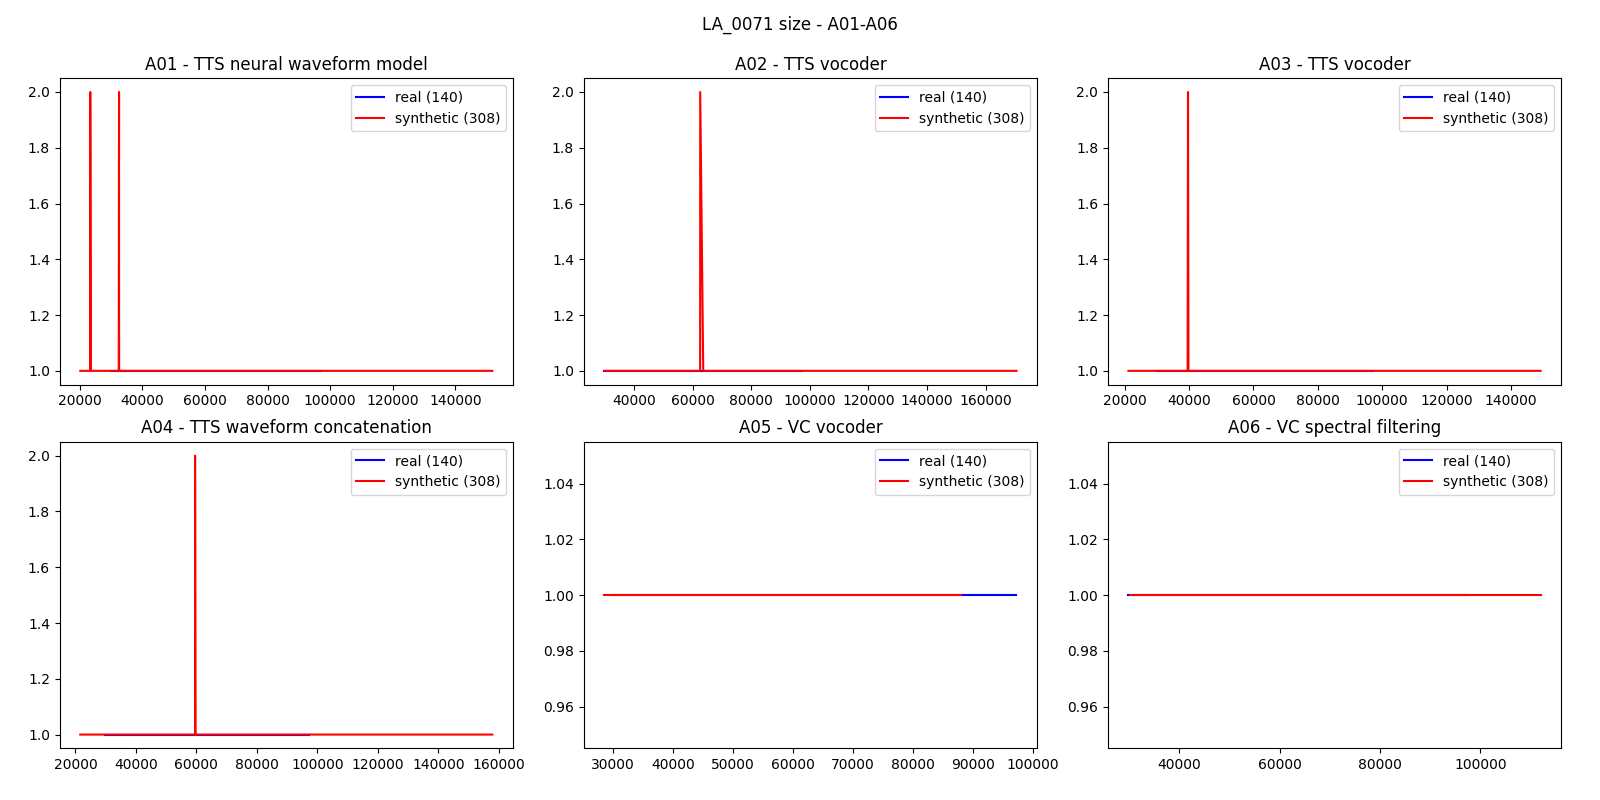 LA_0071 size - A01-A06
A01 - TTS neural waveform model
real (140)
synthetic (308)
2.0
1.8
1.6
1.4
1.2
1.0
20000 40000 60000 80000 100000 120000 140000
A02 - TTS vocoder
real (140)
synthetic (308)
2.0
1.8
1.6
1.4
1.2
1.0
40000 60000 80000 100000 120000 140000 160000
A03 - TTS vocoder
real (140)
synthetic (308)
2.0
1.8
1.6
1.4
1.2
1.0
20000 40000 60000 80000 100000 120000 140000
A04 - TTS waveform concatenation
real (140)
synthetic (308)
2.0
1.8
1.6
1.4
1.2
1.0
20000 40000 60000 80000 100000 120000 140000 160000
A05 - VC vocoder
real (140)
synthetic (308)
1.04
1.02
1.00
0.98
0.96
30000 40000 50000 60000 70000 80000 90000 100000
A06 - VC spectral filtering
real (140)
synthetic (308)
1.04
1.02
1.00
0.98
0.96
40000 60000 80000 100000